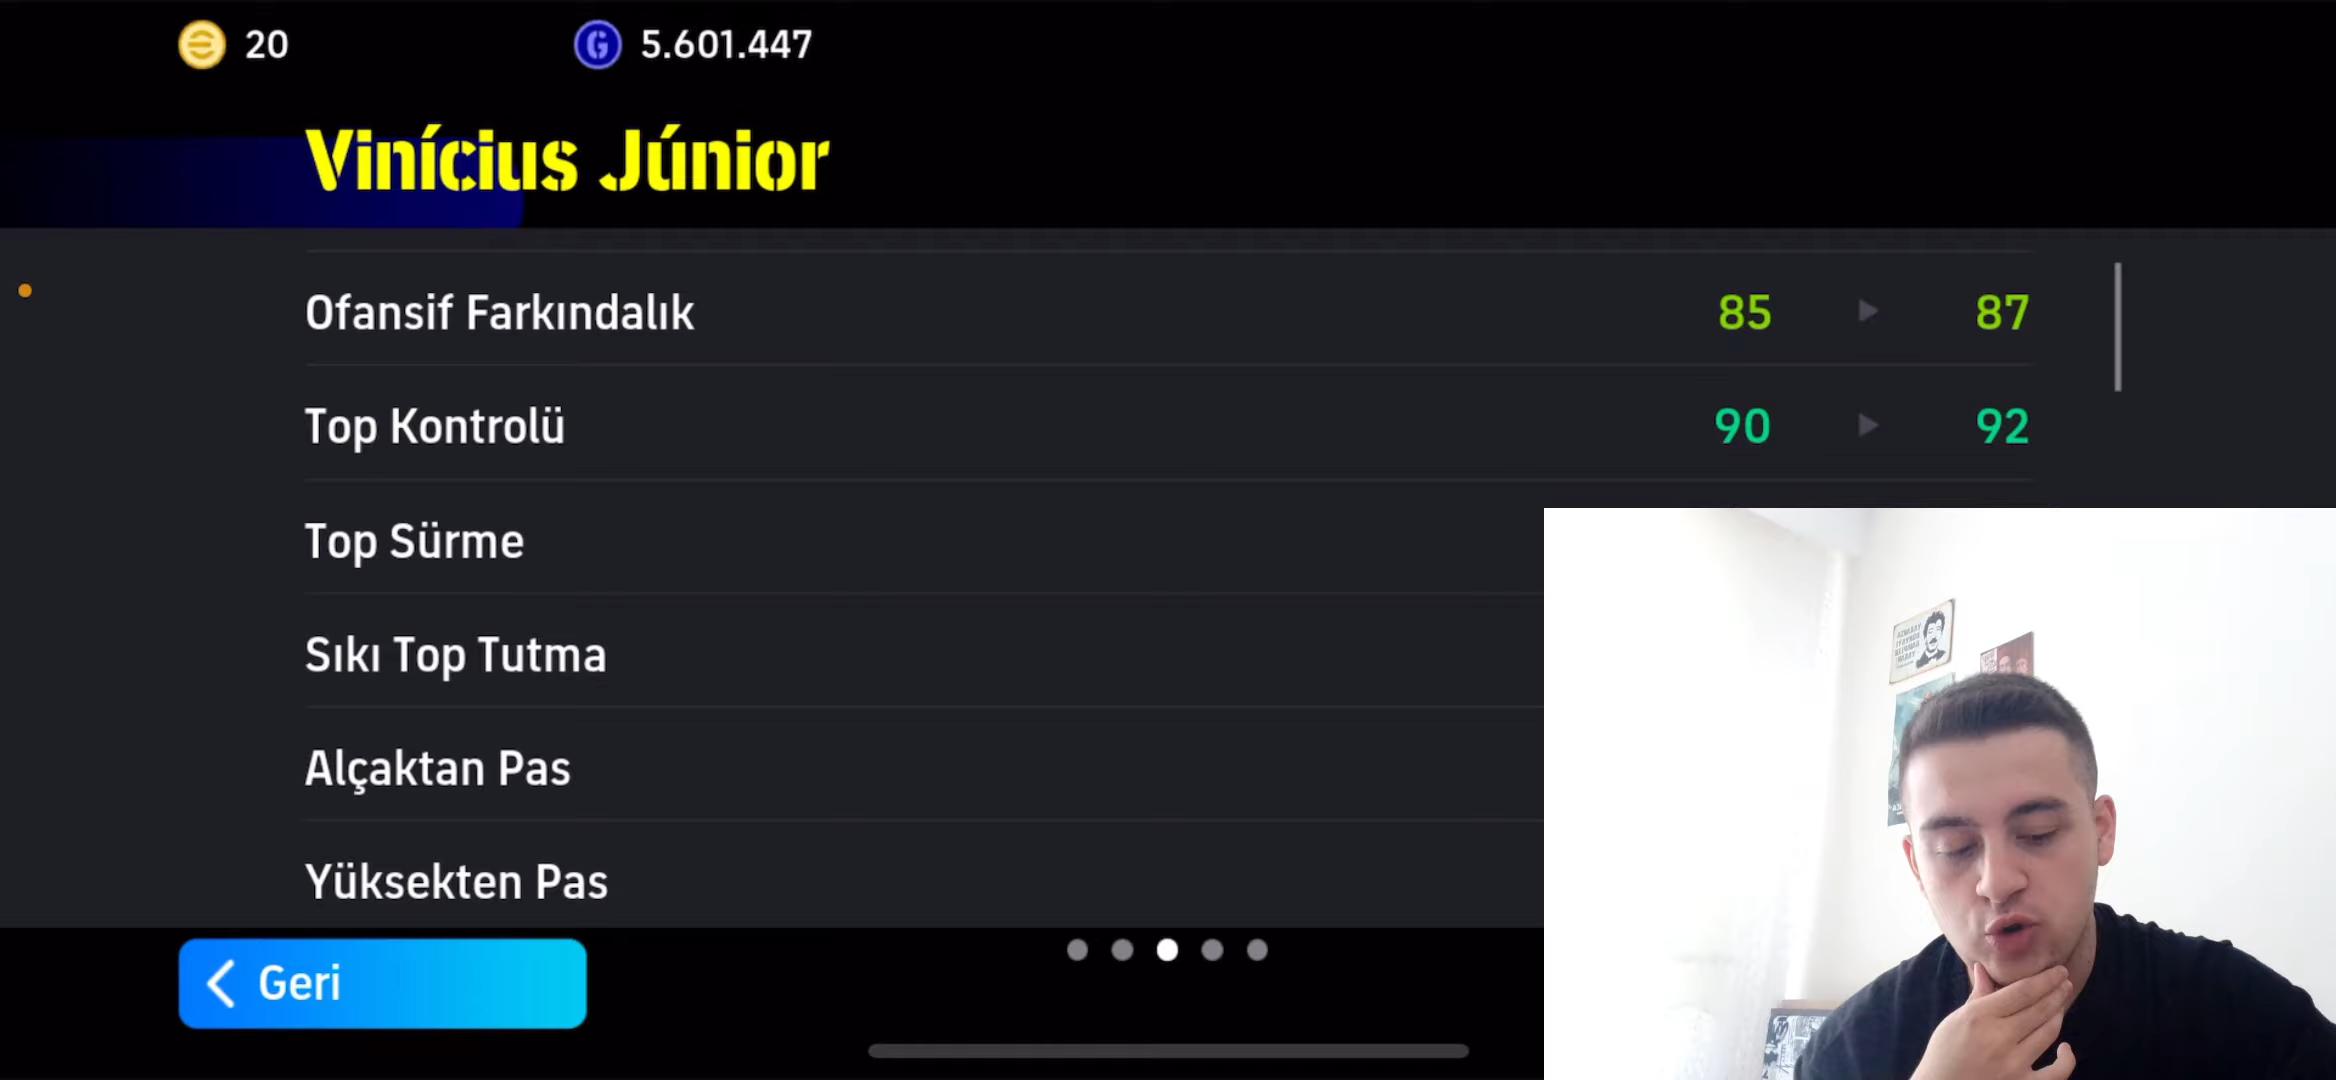 20
5.601.447
Vinícius Júnior
Ofansif Farkındalık 85 87
Top Kontrolü 90 92
Top Sürme
Sıkı Top Tutma
Alçaktan Pas
Yüksekten Pas
Geri